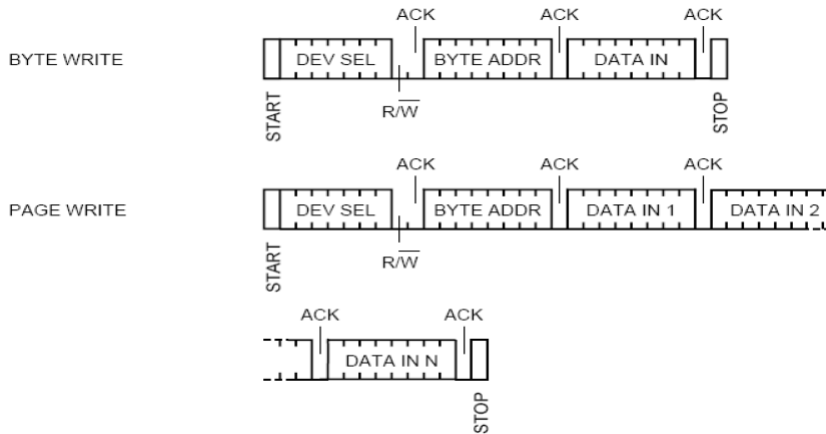 ACK ACK ACK
BYTE WRITE DEV SEL BYTE ADDR DATA IN
START R/W STOP
ACK ACK ACK
PAGE WRITE DEV SEL BYTE ADDR DATA IN 1 DATA IN 2
START R/W
ACK ACK
DATA IN N
STOP